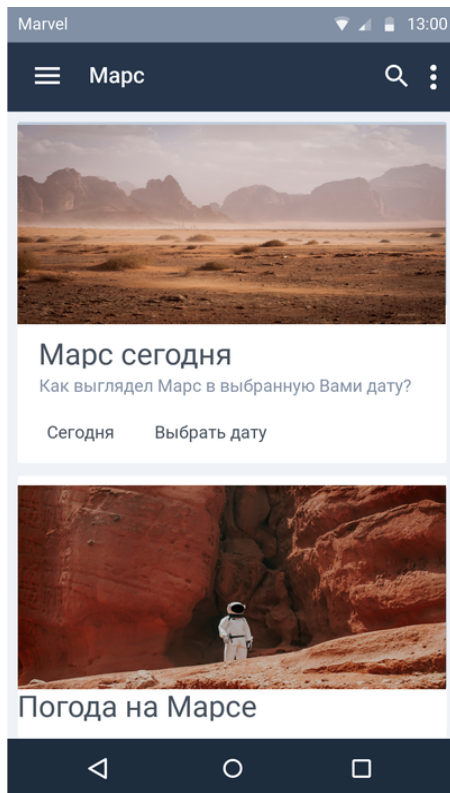 Marvel 13:00
Марс
Марс сегодня
Как выглядел Марс в выбранную Вами дату?
Сегодня Выбрать дату
Погода на Марсе